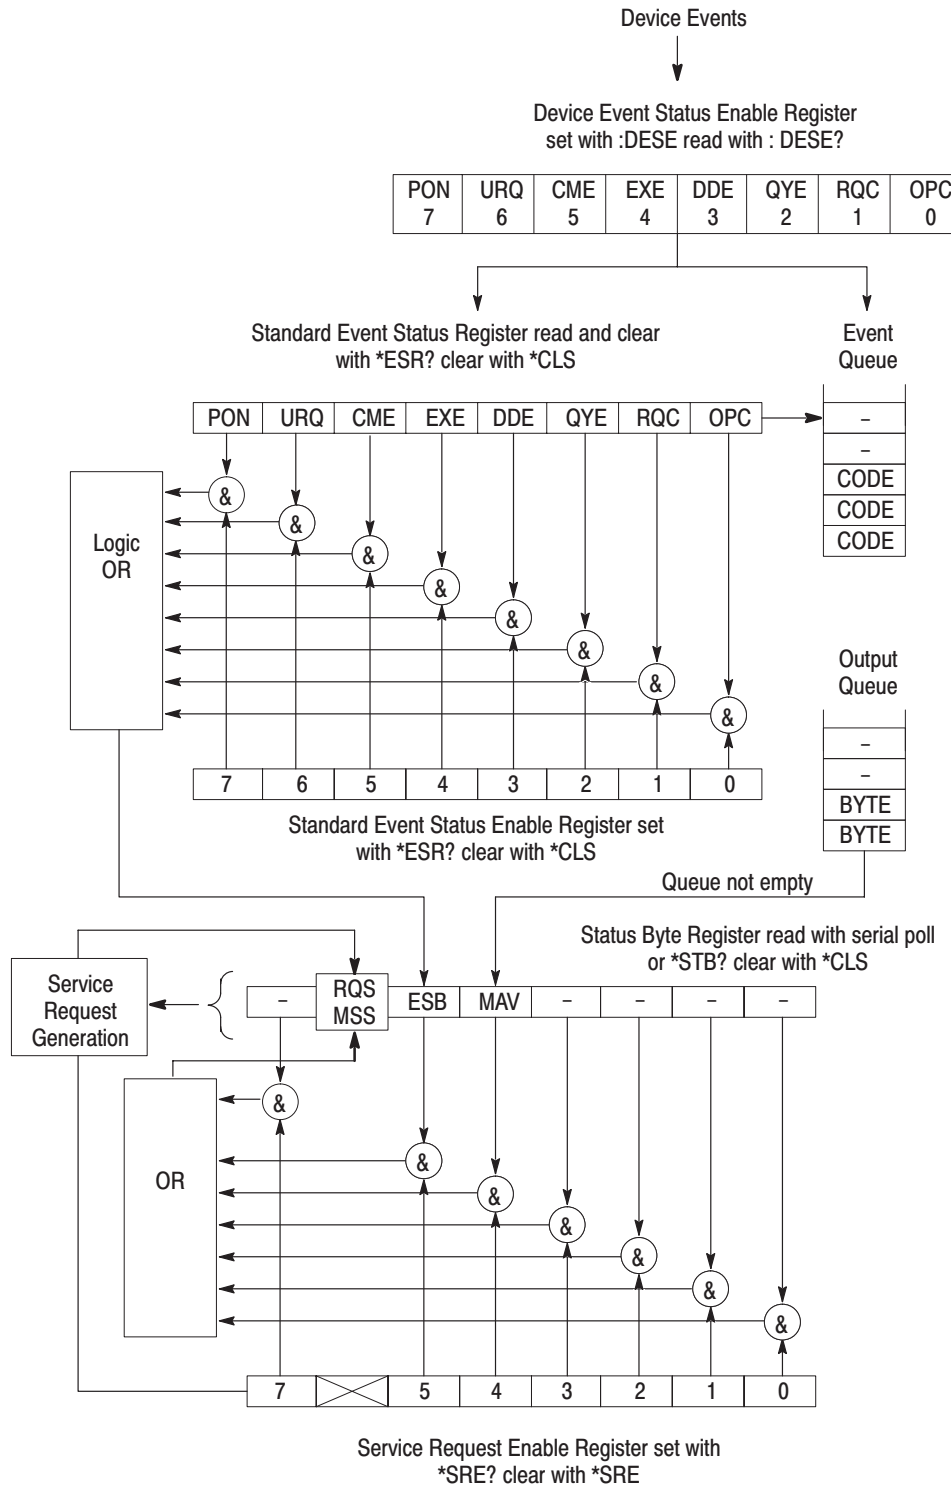 Device Events
Device Event Status Enable Register
set with :DESE read with : DESE?
PON URQ CME EXE DDE QYE RQC OPC
7 6 5 4 3 2 1 0
Standard Event Status Register read and clear
with *ESR? clear with *CLS
Event
Queue
PON URQ CME EXE DDE QYE RQC OPC
–
–
CODE
CODE
CODE
Logic
OR
&
&
&
&
&
&
&
&
Output
Queue
–
–
BYTE
BYTE
7 6 5 4 3 2 1 0
Standard Event Status Enable Register set
with *ESR? clear with *CLS
Queue not empty
Status Byte Register read with serial poll
or *STB? clear with *CLS
Service
Request
Generation
– RQS MSS ESB MAV – – – –
OR
&
&
&
&
&
&
&
7 5 4 3 2 1 0
Service Request Enable Register set with
*SRE? clear with *SRE